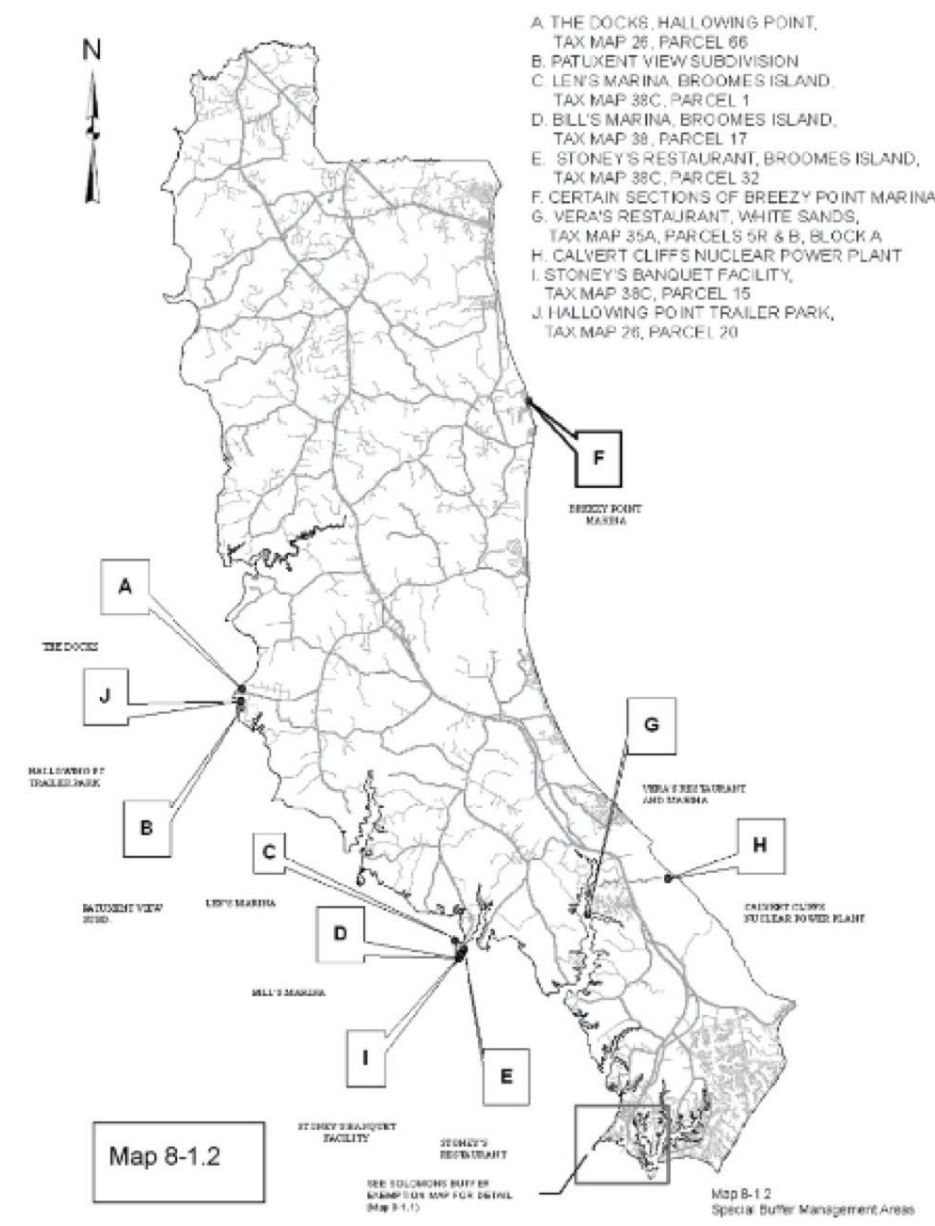 N
A. THE DOCKS, HALLOWING POINT,
TAX MAP 26, PARCEL 66
B. PATUXENT VIEW SUBDIVISION
C. LEN'S MARINA, BROOMES ISLAND,
TAX MAP 38C, PARCEL 1
D. BILL'S MARINA, BROOMES ISLAND,
TAX MAP 38, PARCEL 17
E. STONEY'S RESTAURANT, BROOMES ISLAND,
TAX MAP 38C, PARCEL 32
F. CERTAIN SECTIONS OF BREEZY POINT MARINA
G. VERA'S RESTAURANT, WHITE SANDS,
TAX MAP 35A, PARCELS 5R & B, BLOCK A
H. CALVERT CLIFFS NUCLEAR POWER PLANT
I. STONEY'S BANQUET FACILITY,
TAX MAP 38C, PARCEL 15
J. HALLOWING POINT TRAILER PARK,
TAX MAP 26, PARCEL 20
F
BREEZY POINT
MARINA
A
THE DOCKS
J
HALLOWING PT
TRAILER PARK
G
VERA'S RESTAURANT
AND MARINA
B
PATUXENT VIEW
SUBD.
C
LEN'S MARINA
H
CALVERT CLIFFS
NUCLEAR POWER PLANT
D
BILL'S MARINA
I
STONEY'S BANQUET
FACILITY
E
STONEY'S
RESTAURANT
Map 8-1.2
SEE SOLOMONS BUFFER
EXEMPTION MAP FOR DETAIL
(Map 8-1.1)
Map 8-1.2
Special Buffer Management Areas